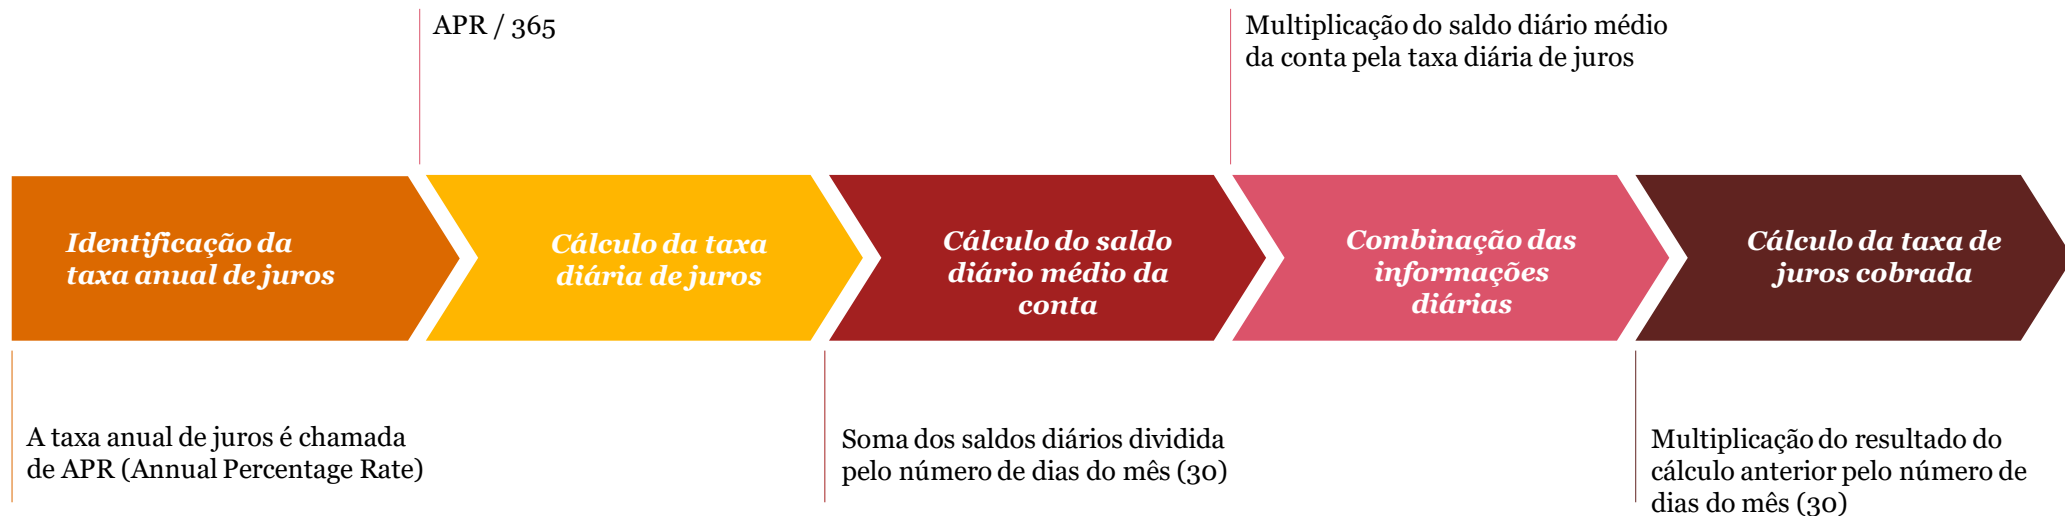 APR / 365
Multiplicação do saldo diário médio
da conta pela taxa diária de juros
Identificação da
taxa anual de juros
Cálculo da taxa
diária de juros
Cálculo do saldo
diário médio da
conta
Combinação das
informações
diárias
Cálculo da taxa de
juros cobrada
A taxa anual de juros é chamada
de APR (Annual Percentage Rate)
Soma dos saldos diários dividida
pelo número de dias do mês (30)
Multiplicação do resultado do
cálculo anterior pelo número de
dias do mês (30)